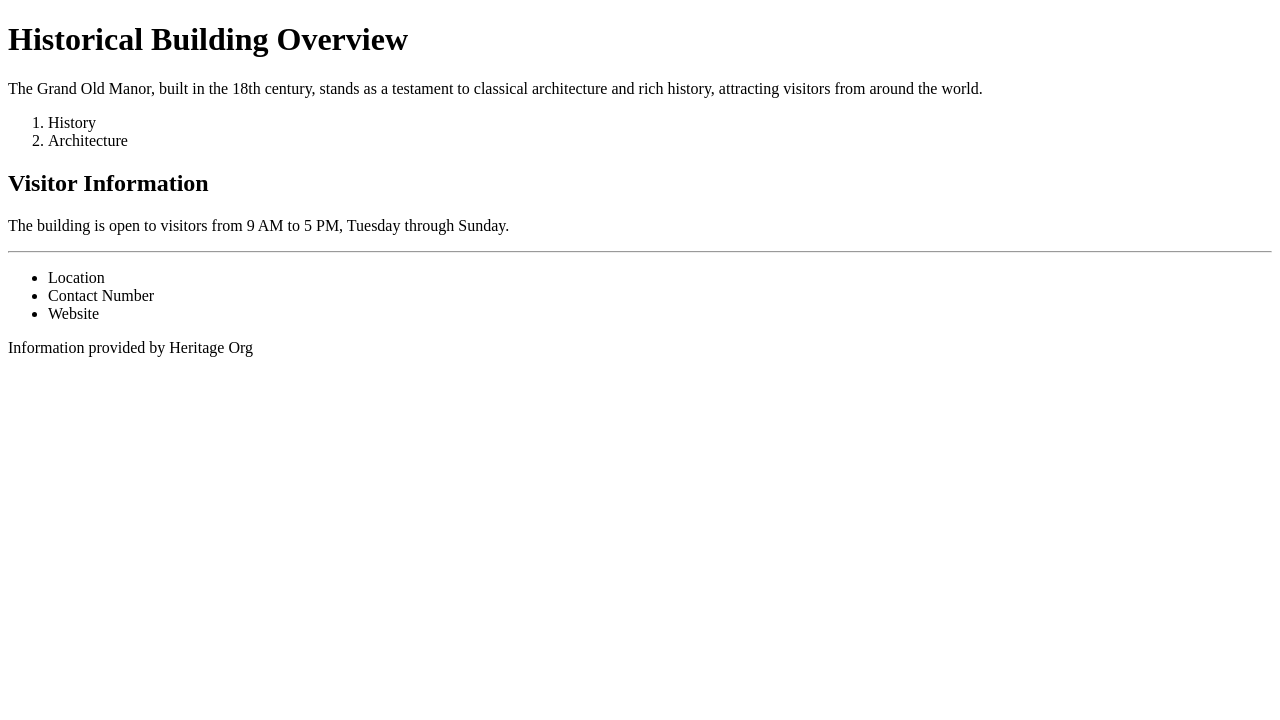 Historical Building Overview
The Grand Old Manor, built in the 18th century, stands as a testament to classical architecture and rich history, attracting visitors from around the world.
1. History
2. Architecture
Visitor Information
The building is open to visitors from 9 AM to 5 PM, Tuesday through Sunday.
• Location
• Contact Number
• Website
Information provided by Heritage Org